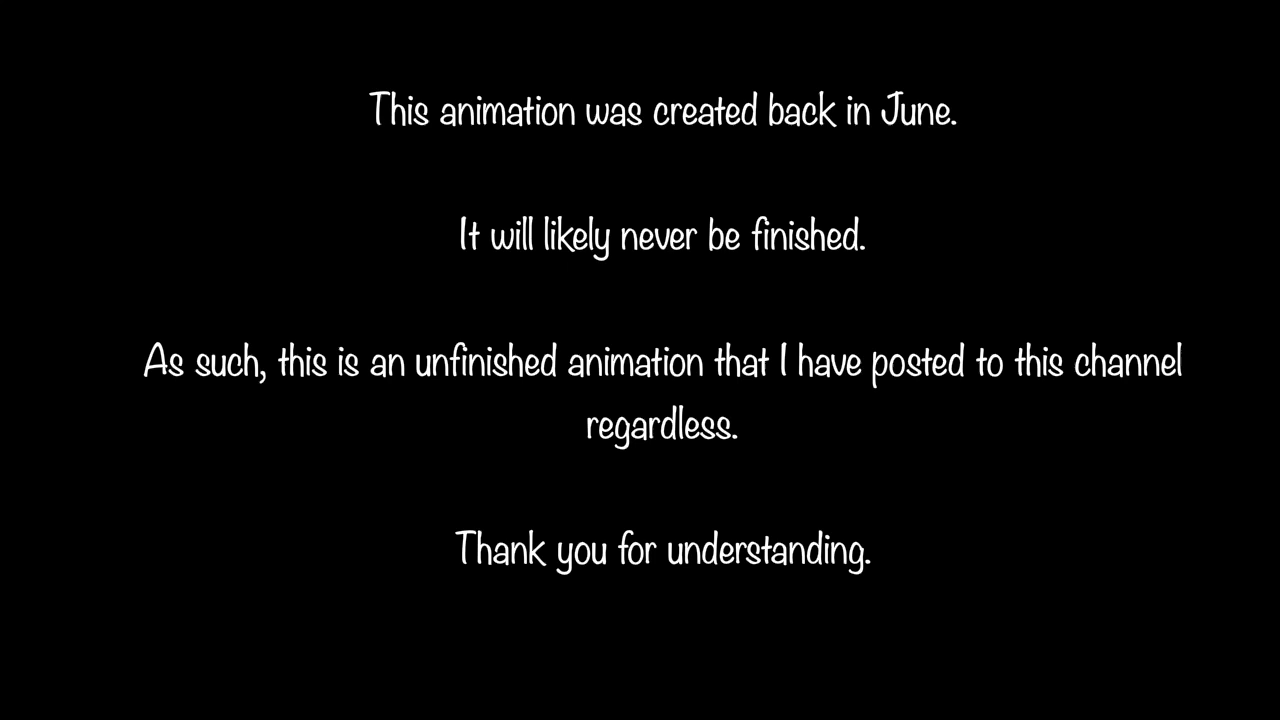 This animation was created back in June.
It will likely never be finished.
As such, this is an unfinished animation that I have posted to this channel
regardless.
Thank you for understanding.